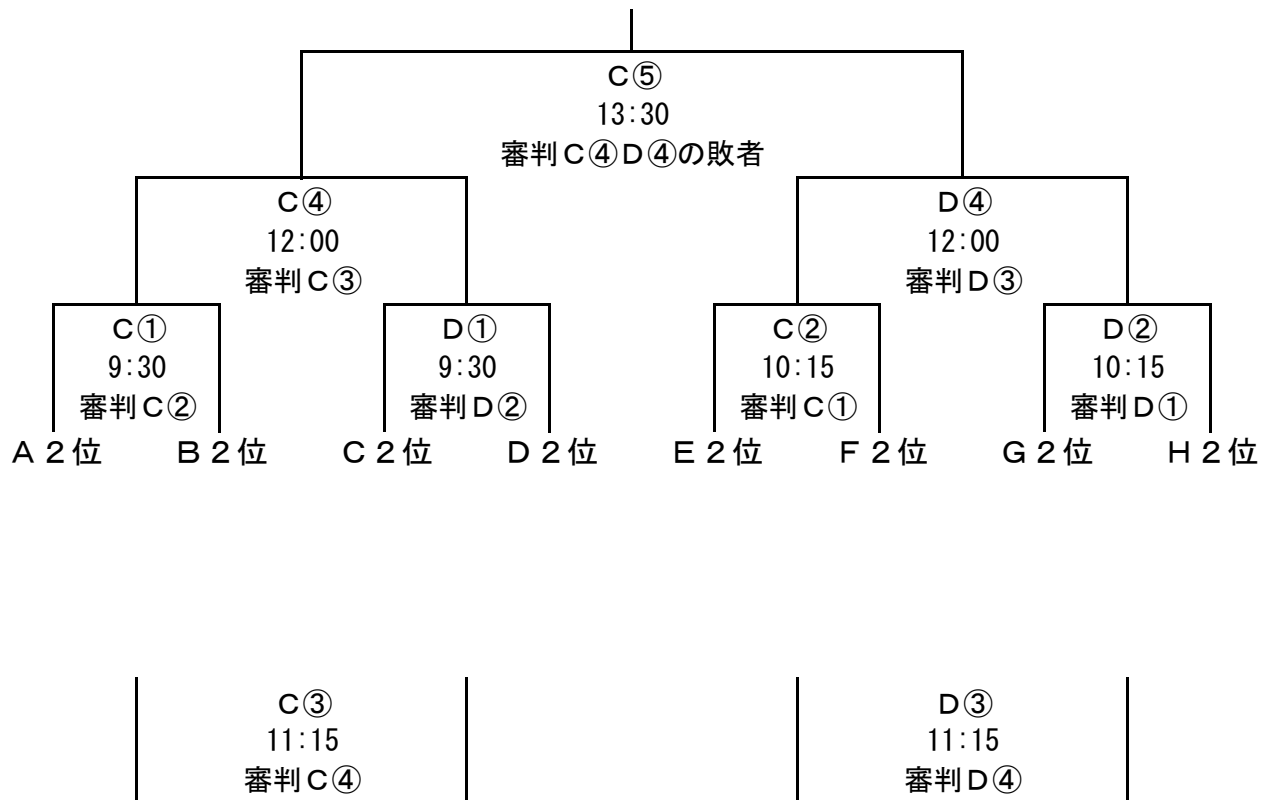 C⑤
13:30
審判C④D④の敗者
C④
12:00
審判C③
D④
12:00
審判D③
C①
9:30
審判C②
D①
9:30
審判D②
C②
10:15
審判C①
D②
10:15
審判D①
A2位 B2位 C2位 D2位 E2位 F2位 G2位 H2位
C③
11:15
審判C④
D③
11:15
審判D④